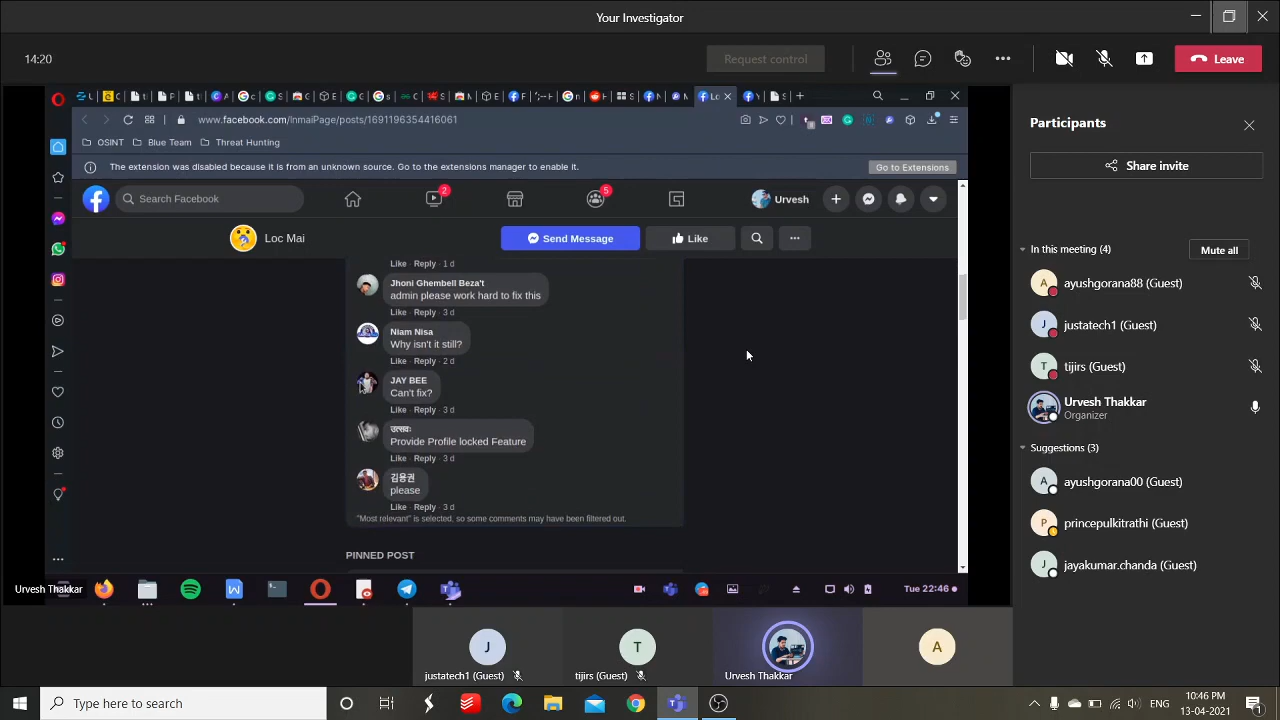 Your Investigator
14:20
Request control
Leave
www.facebook.com/lnmaiPage/posts/1691196354416061
OSINT
Blue Team
Threat Hunting
The extension was disabled because it is from an unknown source. Go to the extensions manager to enable it.
Go to Extensions
Search Facebook
2
5
Urvesh
Loc Mai
Send Message
Like
Like · Reply · 1 d
Jhoni Ghembell Beza't
admin please work hard to fix this
Like · Reply · 3 d
Niam Nisa
Why isn't it still?
Like · Reply · 2 d
JAY BEE
Can't fix?
Like · Reply · 3 d
उत्सवः
Provide Profile locked Feature
Like · Reply · 3 d
김용권
please
Like · Reply · 3 d
"Most relevant" is selected, so some comments may have been filtered out.
PINNED POST
Urvesh Thakkar
Tue 22:46
J
justatech1 (Guest)
T
tijirs (Guest)
Urvesh Thakkar
A
Participants
Share invite
In this meeting (4)
Mute all
A
ayushgorana88 (Guest)
J
justatech1 (Guest)
T
tijirs (Guest)
Urvesh Thakkar
Organizer
Suggestions (3)
A
ayushgorana00 (Guest)
P
princepulkitrathi (Guest)
J
jayakumar.chanda (Guest)
Type here to search
ENG
10:46 PM
13-04-2021
1